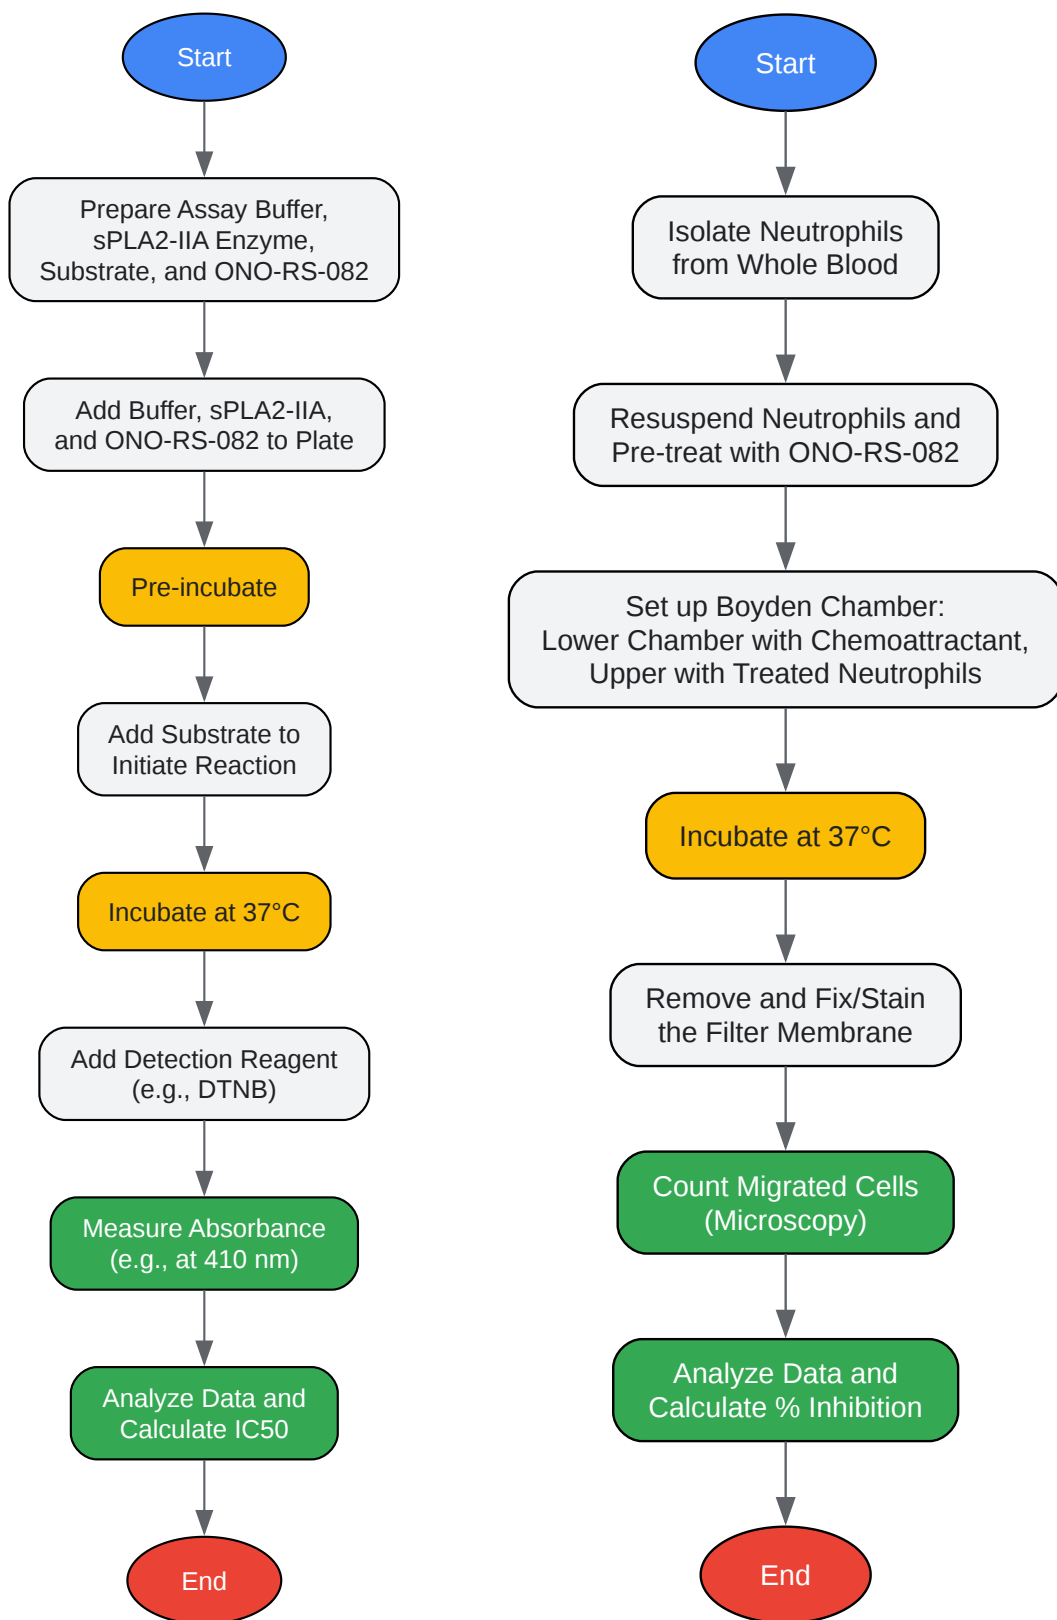 Start
Prepare Assay Buffer,
sPLA2-IIA Enzyme,
Substrate, and ONO-RS-082
Add Buffer, sPLA2-IIA,
and ONO-RS-082 to Plate
Pre-incubate
Add Substrate to
Initiate Reaction
Incubate at 37°C
Add Detection Reagent
(e.g., DTNB)
Measure Absorbance
(e.g., at 410 nm)
Analyze Data and
Calculate IC50
End
Start
Isolate Neutrophils
from Whole Blood
Resuspend Neutrophils and
Pre-treat with ONO-RS-082
Set up Boyden Chamber:
Lower Chamber with Chemoattractant,
Upper with Treated Neutrophils
Incubate at 37°C
Remove and Fix/Stain
the Filter Membrane
Count Migrated Cells
(Microscopy)
Analyze Data and
Calculate % Inhibition
End